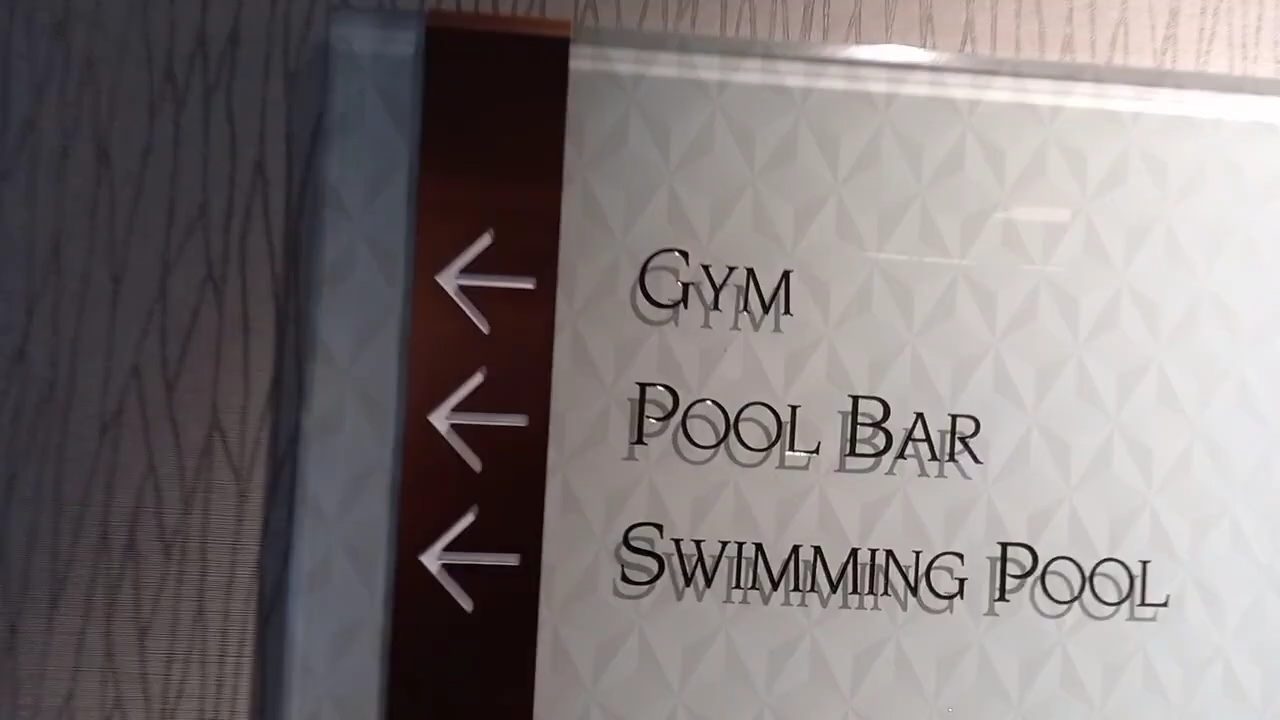 ← GYM
← POOL BAR
← SWIMMING POOL